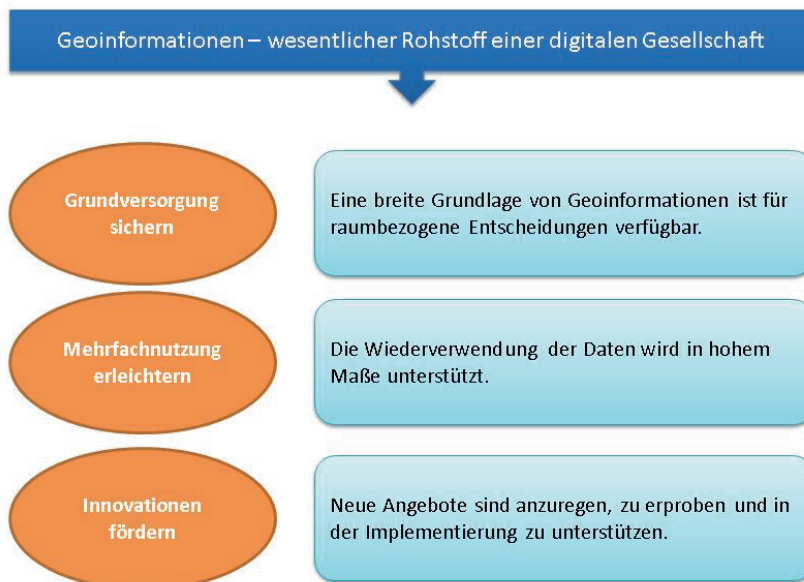 Geoinformationen – wesentlicher Rohstoff einer digitalen Gesellschaft
Grundversorgung
sichern
Eine breite Grundlage von Geoinformationen ist für
raumbezogene Entscheidungen verfügbar.
Mehrfachnutzung
erleichtern
Die Wiederverwendung der Daten wird in hohem
Maße unterstützt.
Innovationen
fördern
Neue Angebote sind anzuregen, zu erproben und in
der Implementierung zu unterstützen.